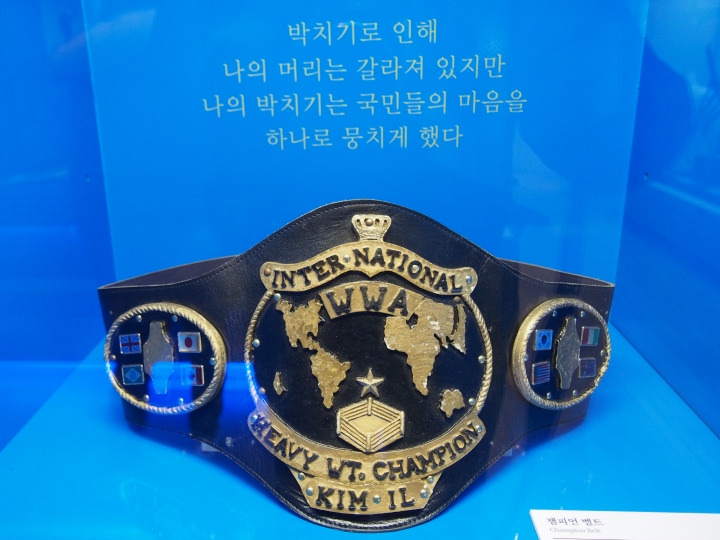 박치기로 인해
나의 머리는 갈라져 있지만
나의 박치기는 국민들의 마음을
하나로 뭉치게 했다
INTER·NATIONAL
WWA
HEAVY WT. CHAMPION
KIM·IL
챔피언 벨트
Champion Belt